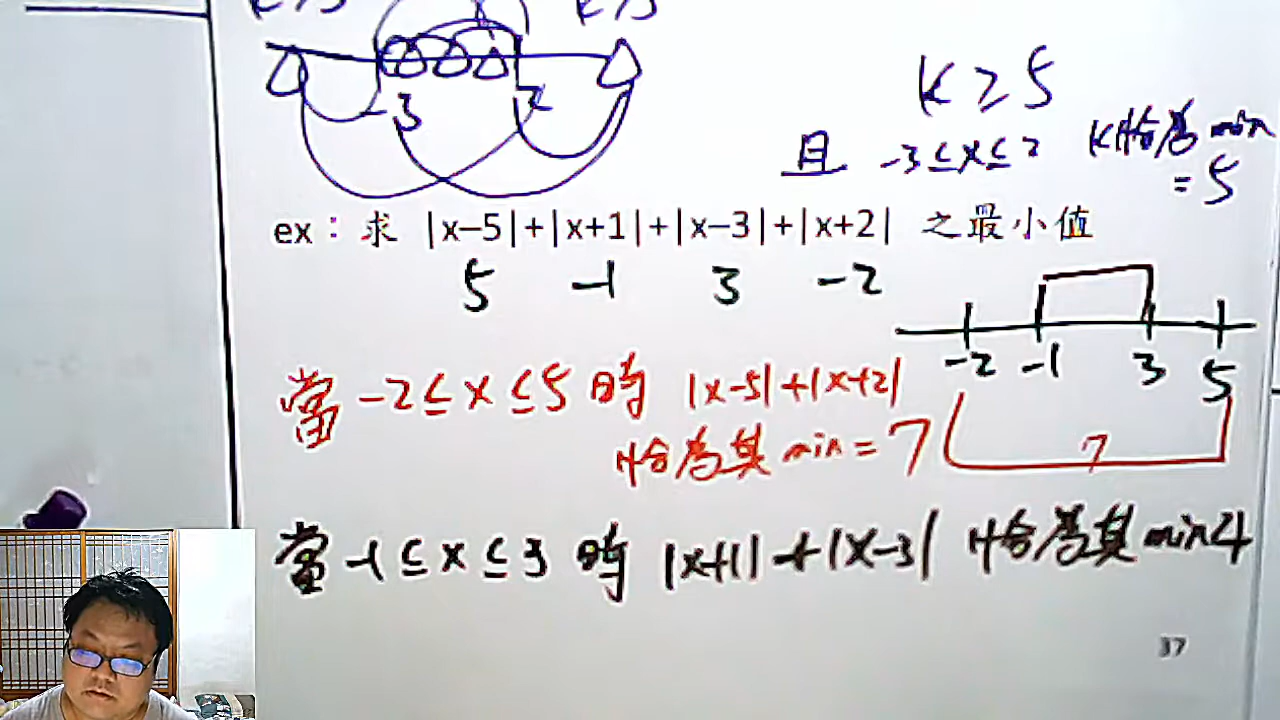 -3 2
K ≥ 5
且 -3≤x≤2 K恰為min
=5
ex：求 |x−5|+|x+1|+|x−3|+|x+2| 之最小值
5 -1 3 -2
-2 -1 3 5
當 -2≤x≤5 時 |x-5|+|x+2|
恰為其min=7
7
當 -1≤x≤3 時 |x+1|+|x-3| 恰為其min4
37